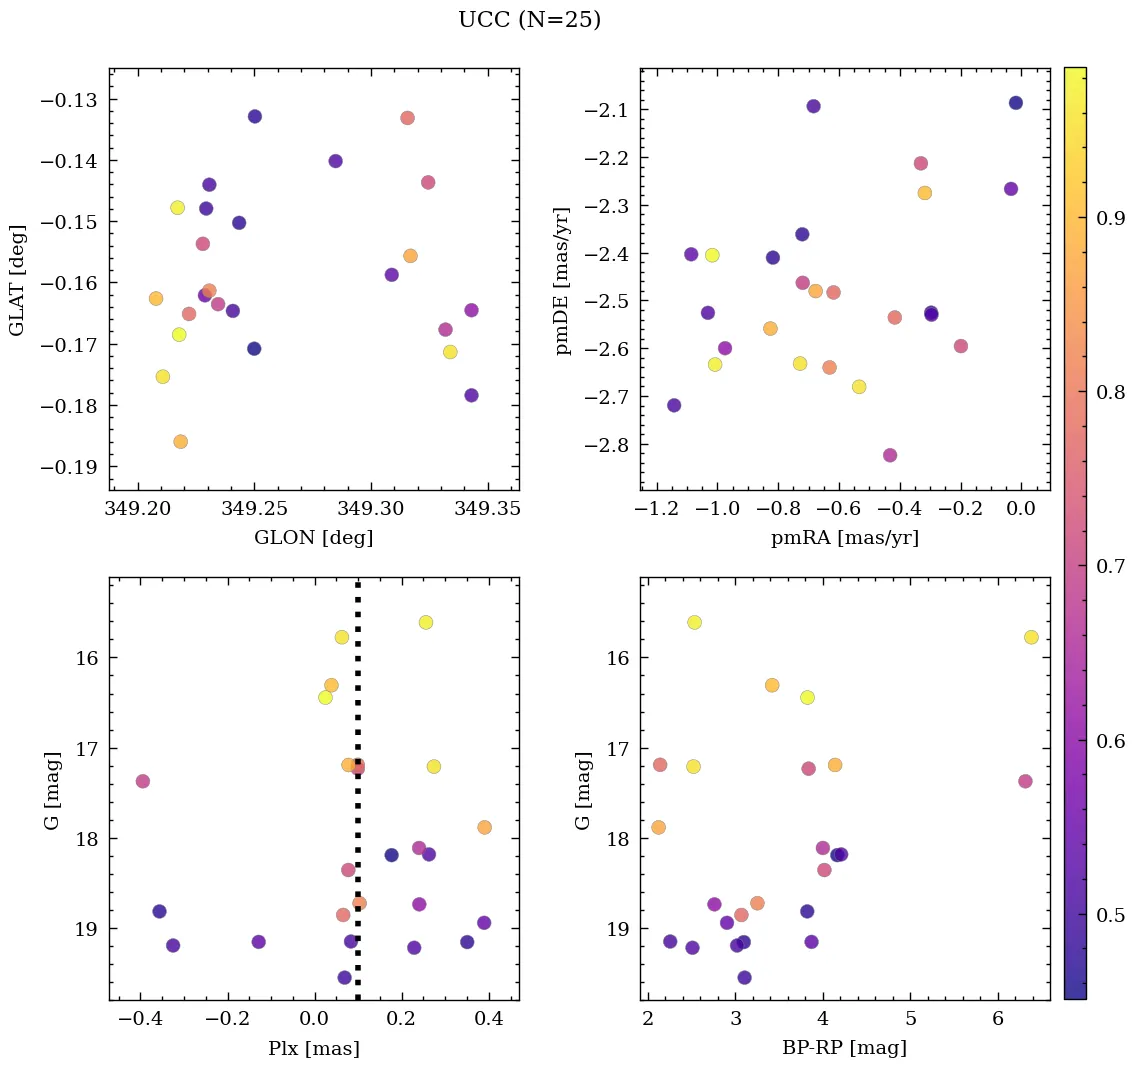 UCC (N=25)
−0.13
−0.14
−0.15
−0.16
−0.17
−0.18
−0.19
GLAT [deg]
349.20 349.25 349.30 349.35
GLON [deg]
−2.1
−2.2
−2.3
−2.4
−2.5
−2.6
−2.7
−2.8
pmDE [mas/yr]
−1.2 −1.0 −0.8 −0.6 −0.4 −0.2 0.0
pmRA [mas/yr]
16
17
18
19
G [mag]
−0.4 −0.2 0.0 0.2 0.4
Plx [mas]
16
17
18
19
G [mag]
2 3 4 5 6
BP-RP [mag]
0.9
0.8
0.7
0.6
0.5